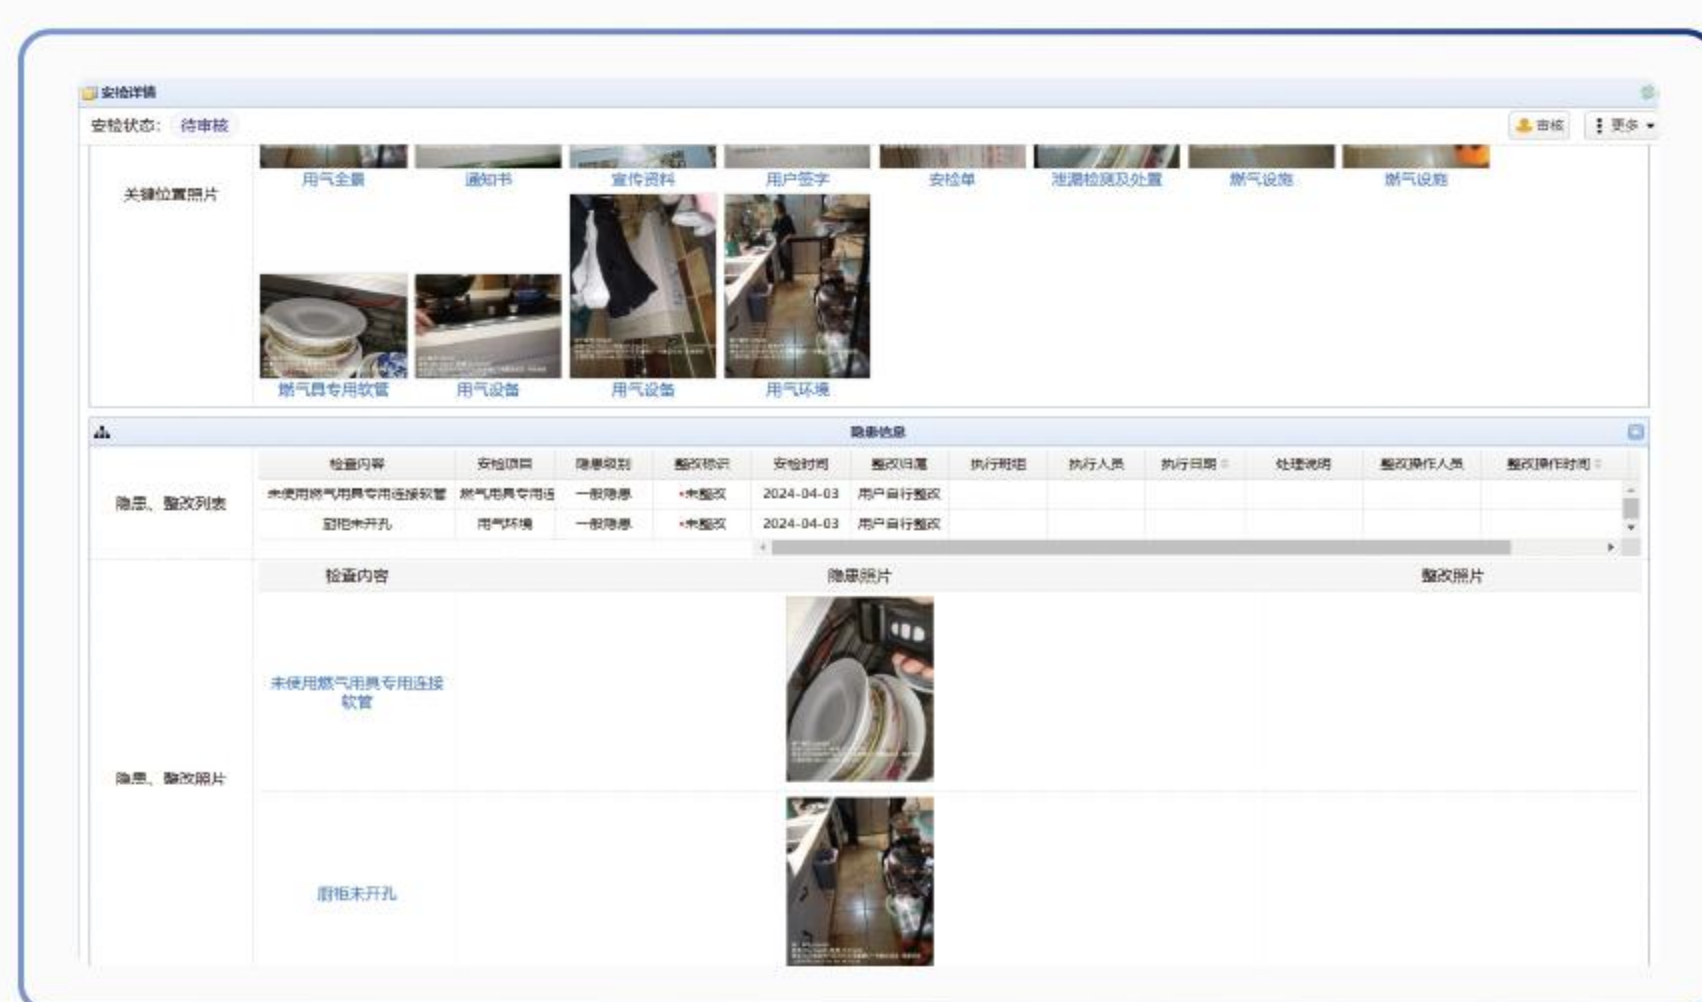 安检详情
安检状态： 待审核 审核 更多
关键位置照片
用气全景 通知书 宣传资料 用户签字 安检单 泄漏检测及处置 燃气设施 燃气设施
燃气具专用软管 用气设备 用气设备 用气环境
隐患信息
隐患、整改列表
检查内容 安检项目 隐患级别 整改标识 安检时间 整改归属 执行班组 执行人员 执行日期 处理说明 整改操作人员 整改操作时间
未使用燃气用具专用连接软管 燃气用具专用连 一般隐患 *未整改 2024-04-03 用户自行整改
厨柜未开孔 用气环境 一般隐患 *未整改 2024-04-03 用户自行整改
隐患、整改照片
检查内容 隐患照片 整改照片
未使用燃气用具专用连接
软管
厨柜未开孔